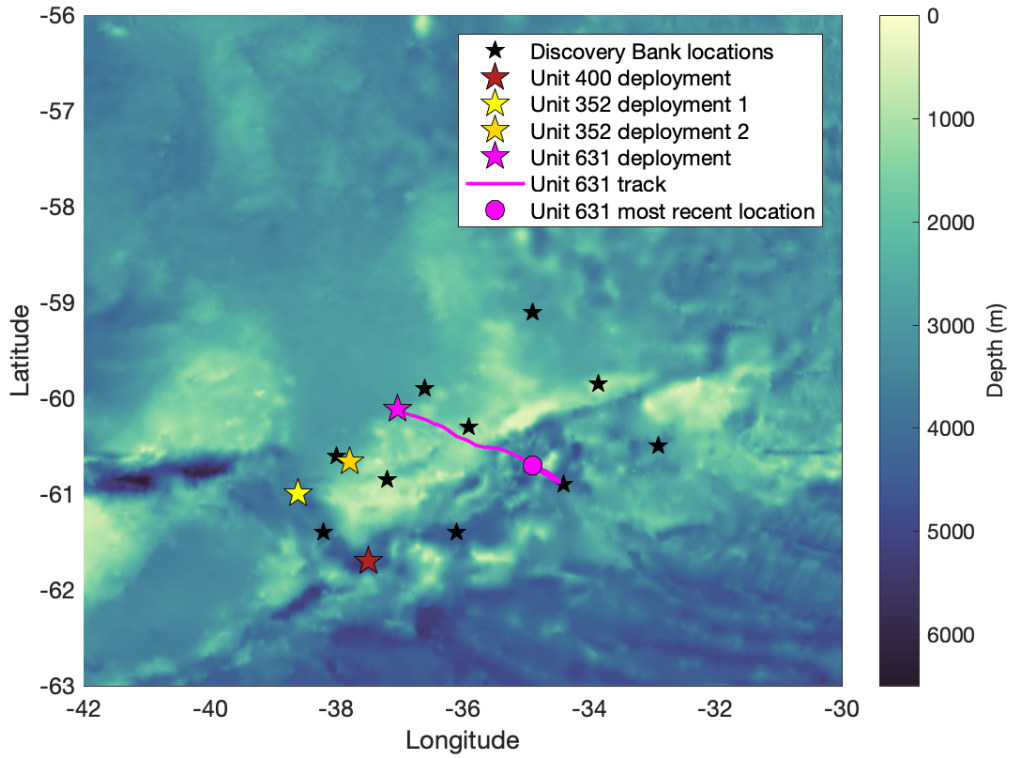 -56
-57
-58
-59
-60
-61
-62
-63
Latitude
-42
-40
-38
-36
-34
-32
-30
Longitude
Discovery Bank locations
Unit 400 deployment
Unit 352 deployment 1
Unit 352 deployment 2
Unit 631 deployment
Unit 631 track
Unit 631 most recent location
0
1000
2000
3000
4000
5000
6000
Depth (m)